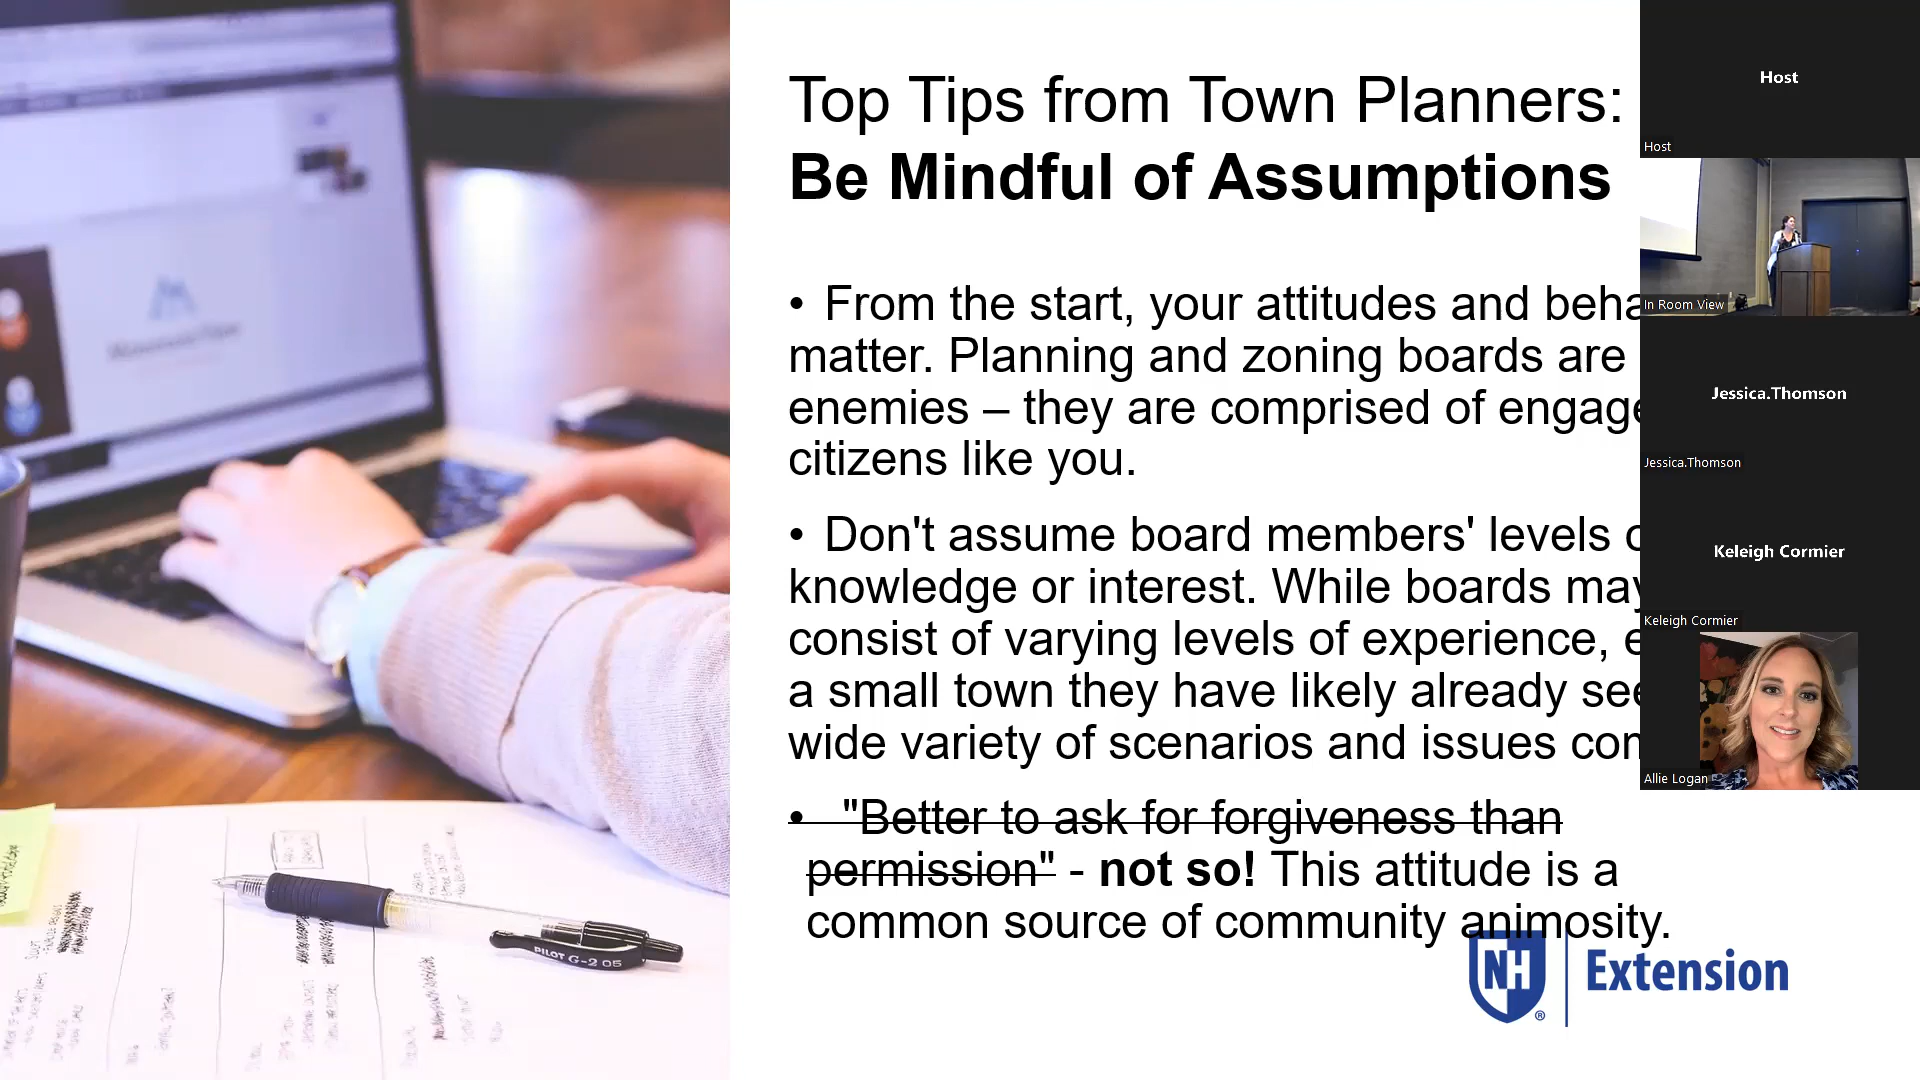 Top Tips from Town Planners:
Be Mindful of Assumptions
• From the start, your attitudes and beha
matter. Planning and zoning boards are
enemies – they are comprised of engage
citizens like you.
• Don't assume board members' levels o
knowledge or interest. While boards may
consist of varying levels of experience, e
a small town they have likely already see
wide variety of scenarios and issues com
• "Better to ask for forgiveness than
permission" - not so! This attitude is a
common source of community animosity.
NH
®
Extension
Host
Host
In Room View
Jessica.Thomson
Jessica.Thomson
Keleigh Cormier
Keleigh Cormier
Allie Logan
PILOT G-2 05